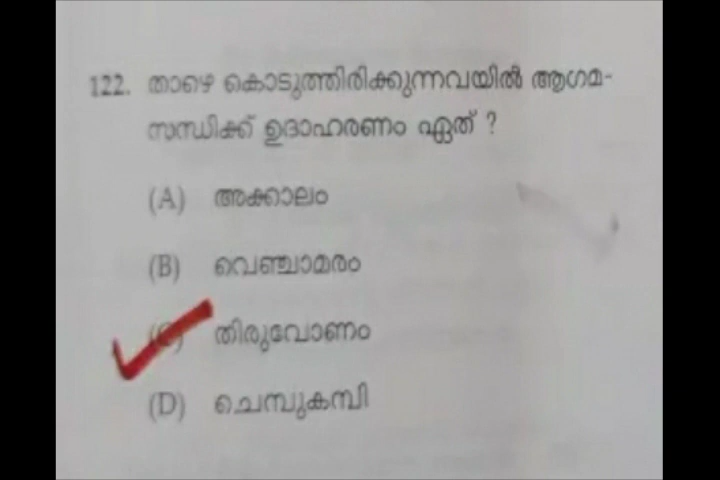 122. താഴെ കൊടുത്തിരിക്കുന്നവയിൽ ആഗമ-
സന്ധിക്ക് ഉദാഹരണം ഏത് ?
(A) അക്കാലം
(B) വെഞ്ചാമരം
(C) തിരുവോണം
(D) ചെമ്പുകമ്പി